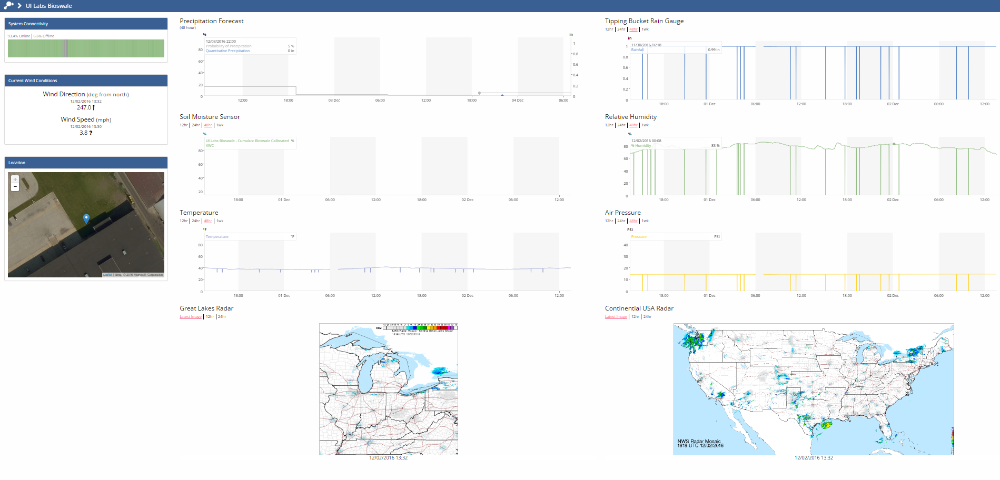 UI Labs Bioswale
System Connectivity
93.4% Online | 6.6% Offline
Current Wind Conditions
Wind Direction (deg from north)
12/02/2016 13:32
247.0
Wind Speed (mph)
12/02/2016 13:30
3.8 ?
Location
+
−
Leaflet | Bing, © 2016 Microsoft Corporation
Precipitation Forecast
(48 hour)
%
in
12/03/2016 22:00
Probability of Precipitation 5 %
Quantitative Precipitation 0 in
80
60
40
20
0
1
0.8
0.6
0.4
0.2
0
12:00 18:00 03 Dec 06:00 12:00 18:00 04 Dec 06:00
Tipping Bucket Rain Gauge
12hr | 24hr | 48hr | 1wk
in
11/30/2016 16:18
Rainfall 0.99 in
1
0.8
0.6
0.4
0.2
0
18:00 01 Dec 06:00 12:00 18:00 02 Dec 06:00 12:00
Soil Moisture Sensor
12hr | 24hr | 48hr | 1wk
%
UI Labs Bioswale - Cumulus: Bioswale Calibrated %
VWC
80
60
40
20
18:00 01 Dec 06:00 12:00 18:00 02 Dec 06:00 12:00
Relative Humidity
12hr | 24hr | 48hr | 1wk
%
12/02/2016 00:08
% Humidity 83 %
80
60
40
20
0
18:00 01 Dec 06:00 12:00 18:00 02 Dec 06:00 12:00
Temperature
12hr | 24hr | 48hr | 1wk
°F
Temperature °F
80
60
40
20
0
18:00 01 Dec 06:00 12:00 18:00 02 Dec 06:00 12:00
Air Pressure
12hr | 24hr | 48hr | 1wk
PSI
Pressure PSI
40
30
20
10
0
18:00 01 Dec 06:00 12:00 18:00 02 Dec 06:00 12:00
Great Lakes Radar
Latest Image | 12hr | 24hr
DBZ
NWS Radar Mosaic - Central Great Lakes Sector
1818 UTC 12/02/2016
12/02/2016 13:32
Continential USA Radar
Latest Image | 12hr | 24hr
NWS Radar Mosaic
1818 UTC 12/02/2016
12/02/2016 13:32